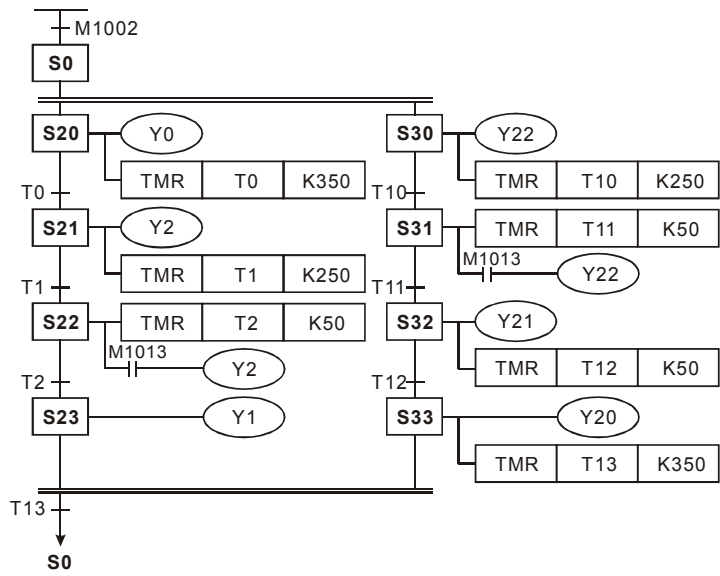 M1002
S0
S20 Y0 S30 Y22
TMR T0 K350 TMR T10 K250
T0 T10
S21 Y2 S31 TMR T11 K50
M1013 Y22
TMR T1 K250
T1 T11
S22 TMR T2 K50 S32 Y21
M1013 Y2
TMR T12 K50
T2 T12
S23 Y1 S33 Y20
TMR T13 K350
T13
S0